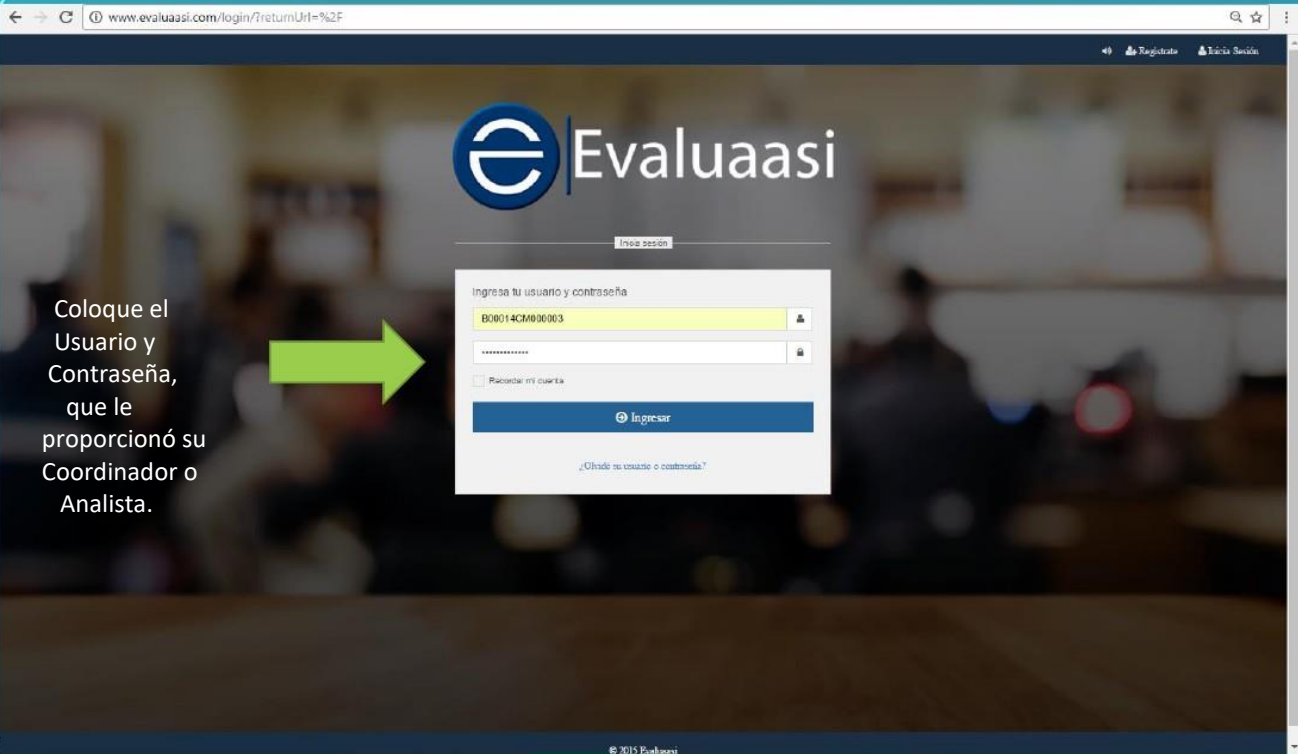 www.evaluaasi.com/login/?returnUrl=%2F
Registrate Inicia Sesión
Evaluaasi
Inicia sesión
Ingresa tu usuario y contraseña
B00014CM000003
•••••••••••••
Recordar mi cuenta
Ingresar
¿Olvidó su usuario o contraseña?
Coloque el
Usuario y
Contraseña,
que le
proporcionó su
Coordinador o
Analista.
© 2015 Evaluaasi